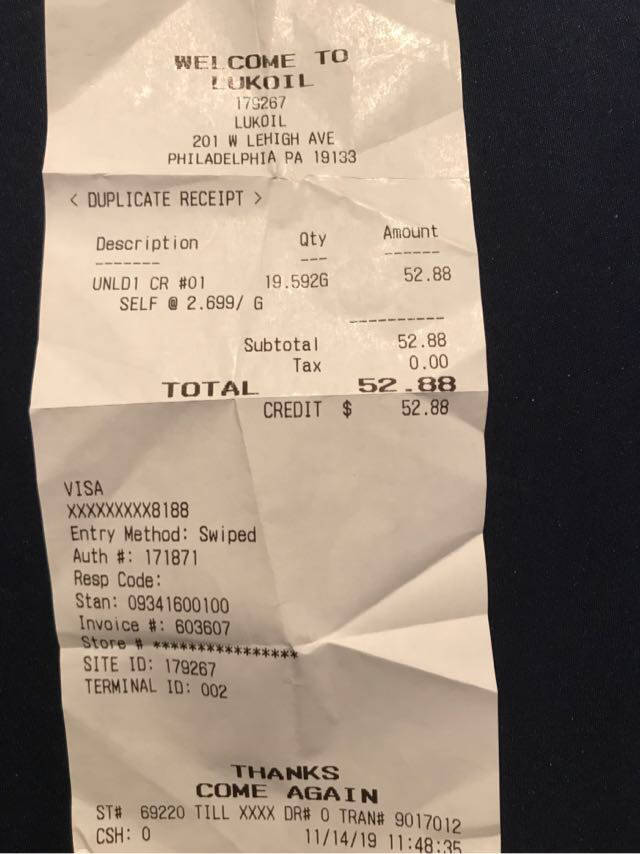 WELCOME TO
LUKOIL
179267
LUKOIL
201 W LEHIGH AVE
PHILADELPHIA PA 19133
< DUPLICATE RECEIPT >
Description Qty Amount
------- --- ------
UNLD1 CR #01 19.592G 52.88
SELF @ 2.699/ G
----------
Subtotal 52.88
Tax 0.00
TOTAL 52.88
CREDIT $ 52.88
VISA
XXXXXXXXX8188
Entry Method: Swiped
Auth #: 171871
Resp Code:
Stan: 09341600100
Invoice #: 603607
Store # ****************
SITE ID: 179267
TERMINAL ID: 002
THANKS
COME AGAIN
ST# 69220 TILL XXXX DR# 0 TRAN# 9017012
CSH: 0 11/14/19 11:48:35